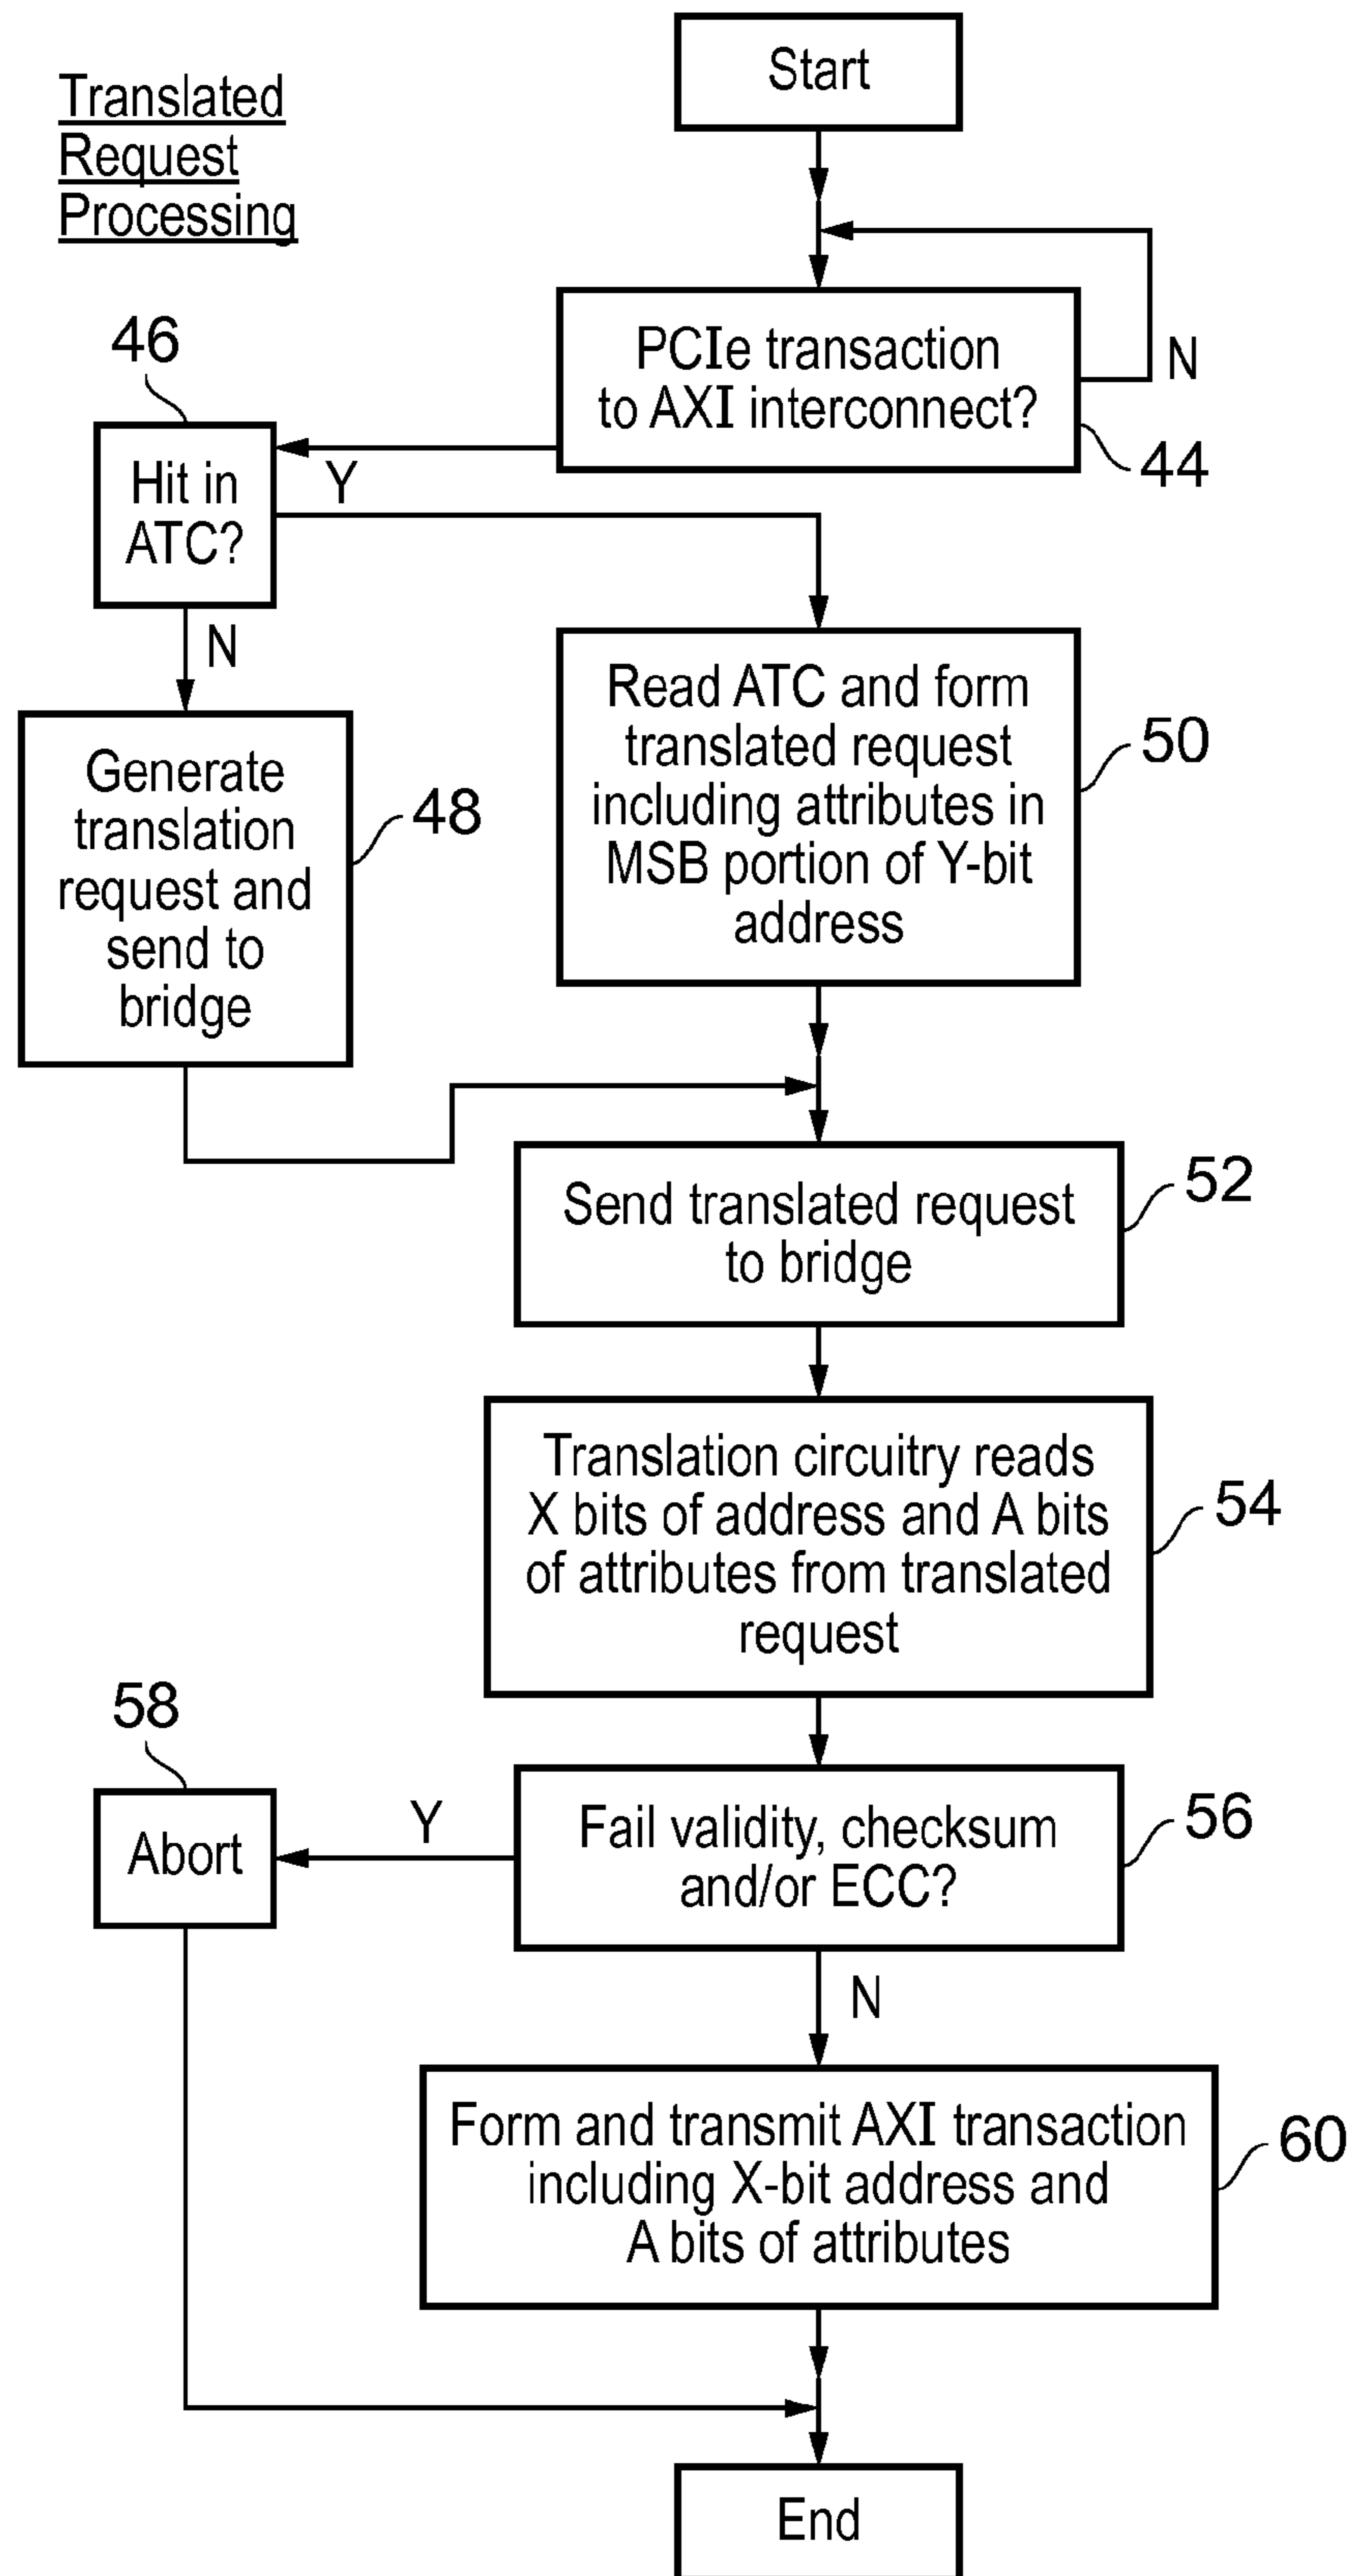 Translated
Request
Processing
Start
PCIe transaction
to AXI interconnect?
N
44
46
Hit in
ATC?
Y
N
Generate
translation
request and
send to
bridge
48
Read ATC and form
translated request
including attributes in
MSB portion of Y-bit
address
50
Send translated request
to bridge
52
Translation circuitry reads
X bits of address and A bits
of attributes from translated
request
54
Fail validity, checksum
and/or ECC?
56
Y
58
Abort
N
Form and transmit AXI transaction
including X-bit address and
A bits of attributes
60
End